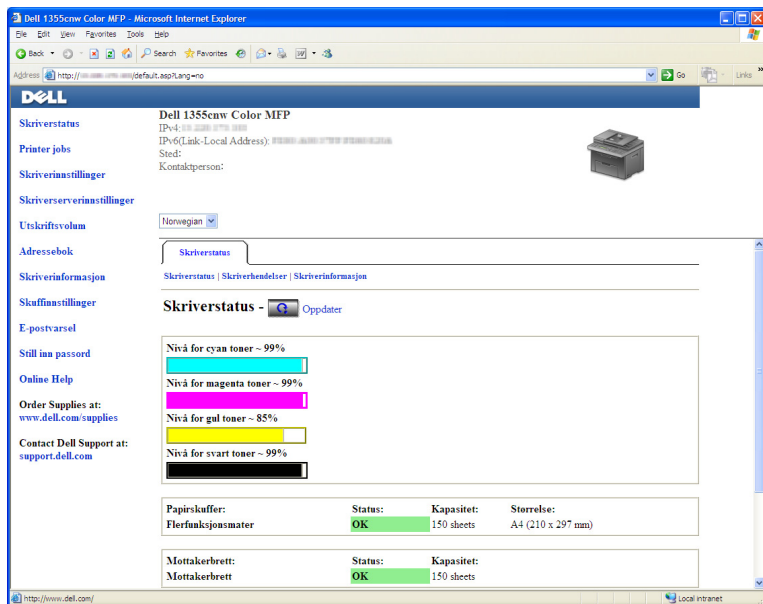 Dell 1355cnw Color MFP - Microsoft Internet Explorer
File Edit View Favorites Tools Help
Back Search Favorites
Address http:// /default.asp?Lang=no Go Links
DELL
Dell 1355cnw Color MFP
IPv4:
IPv6(Link-Local Address):
Sted:
Kontaktperson:
Norwegian
Skriverstatus
Printer jobs
Skriverinnstillinger
Skriverserverinnstillinger
Utskriftsvolum
Adressebok
Skriverinformasjon
Skuffinnstillinger
E-postvarsel
Still inn passord
Online Help
Order Supplies at:
www.dell.com/supplies
Contact Dell Support at:
support.dell.com
Skriverstatus
Skriverstatus | Skriverhendelser | Skriverinformasjon
Skriverstatus - Oppdater
Nivå for cyan toner ~ 99%
Nivå for magenta toner ~ 99%
Nivå for gul toner ~ 85%
Nivå for svart toner ~ 99%
Papirskuffer: Status: Kapasitet: Størrelse:
Flerfunksjonsmater OK 150 sheets A4 (210 x 297 mm)
Mottakerbrett: Status: Kapasitet:
Mottakerbrett OK 150 sheets
http://www.dell.com/ Local intranet